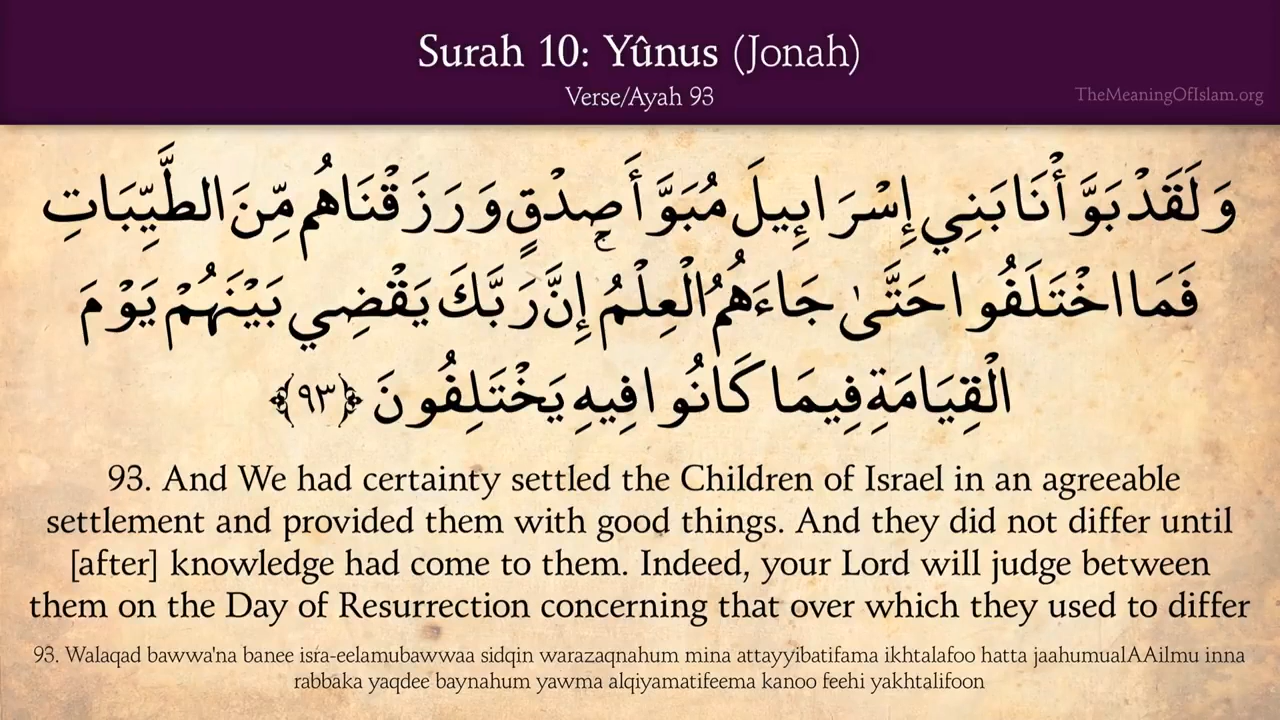 Surah 10: Yûnus (Jonah)
Verse/Ayah 93
TheMeaningOfIslam.org
وَلَقَدْ بَوَّأْنَا بَنِي إِسْرَايِٕيلَ مُبَوَّأَ صِدْقٍ وَرَزَقْنَاهُم مِّنَ الطَّيِّبَاتِ
فَمَا اخْتَلَفُوا حَتَّىٰ جَاءَهُمُ الْعِلْمُ ۚ إِنَّ رَبَّكَ يَقْضِي بَيْنَهُمْ يَوْمَ
الْقِيَامَةِ فِيمَا كَانُوا فِيهِ يَخْتَلِفُونَ ﴿٩٣﴾
93. And We had certainty settled the Children of Israel in an agreeable
settlement and provided them with good things. And they did not differ until
[after] knowledge had come to them. Indeed, your Lord will judge between
them on the Day of Resurrection concerning that over which they used to differ
93. Walaqad bawwa'na banee isra-eelamubawwaa sidqin warazaqnahum mina attayyibatifama ikhtalafoo hatta jaahumualAAilmu inna
rabbaka yaqdee baynahum yawma alqiyamatifeema kanoo feehi yakhtalifoon